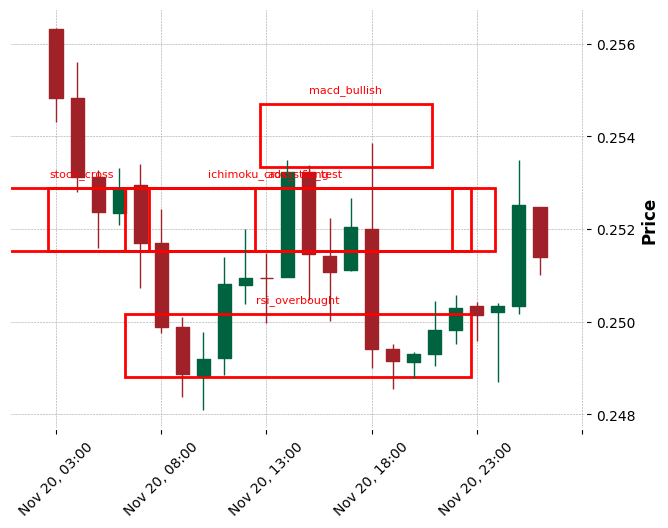 macd_bullish
stoch_cross
rsi_overbought
0.256
0.254
0.252
0.250
0.248
Price
Nov 20, 03:00
Nov 20, 08:00
Nov 20, 13:00
Nov 20, 18:00
Nov 20, 23:00